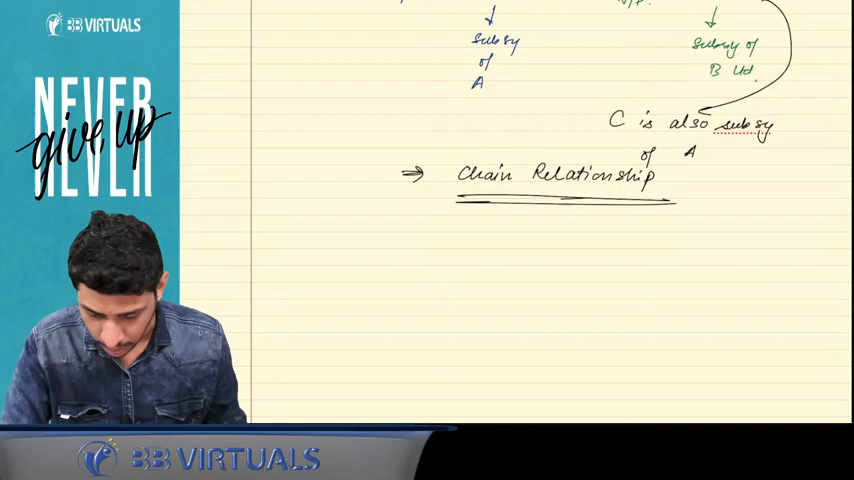 BB VIRTUALS
NEVER
give up
NEVER
subsy
of
A
subsy of
B Ltd.
C is also subsy
of A
⇒ Chain Relationship
BB VIRTUALS